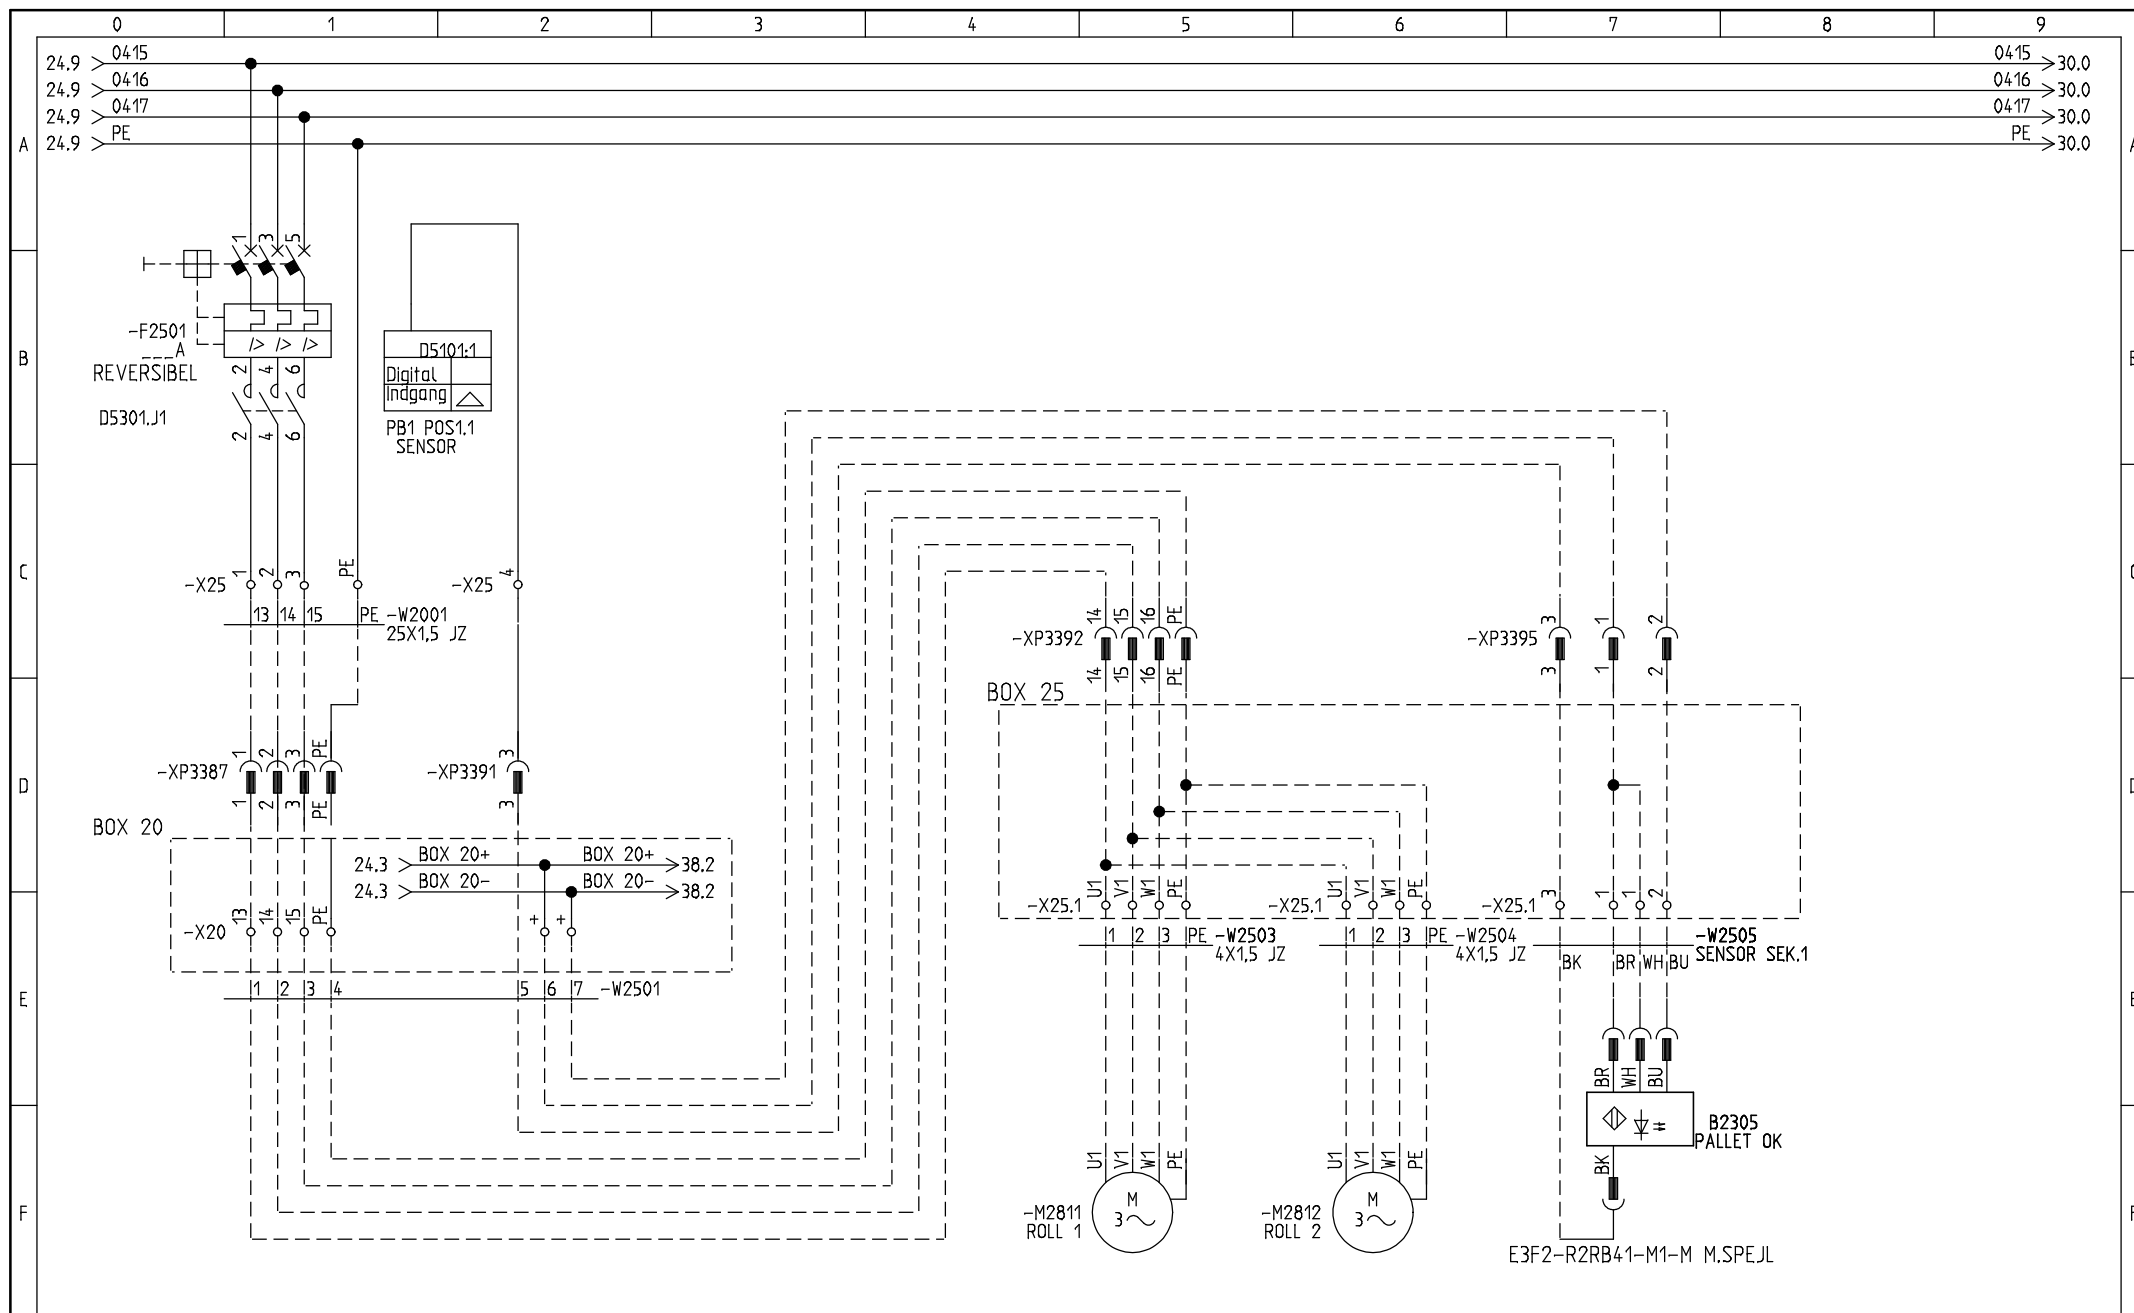 0 1 2 3 4 5 6 7 8 9
24.9 0415 0415 30.0
24.9 0416 0416 30.0
24.9 0417 0417 30.0
A 24.9 PE PE 30.0
1 3 5
-F2501
___A
REVERSIBEL
I> I> I>
2 4 6
D5301.J1
2 4 6
B
D5101:1
Digital
Indgang
PB1 POS1.1
SENSOR
C
-X25 1 2 3 PE
-X25 4
13 14 15 PE -W2001
25X1,5 JZ
-XP3392 14 15 16 PE
14 15 16 PE
-XP3395 3 1 2
3 1 2
BOX 25
D
-XP3387 1 2 3 PE
1 2 3 PE
-XP3391 3
3
BOX 20
24.3 BOX 20+ BOX 20+ 38.2
24.3 BOX 20- BOX 20- 38.2
-X20 13 14 15 PE + +
-X25.1 U1 V1 W1 PE
-X25.1 U1 V1 W1 PE
-X25.1 3 1 1 2
1 2 3 PE -W2503
4X1,5 JZ
1 2 3 PE -W2504
4X1,5 JZ
-W2505
SENSOR SEK.1
BK BR WH BU
E
1 2 3 4 5 6 7 -W2501
BR WH BU
B2305
PALLET OK
BK
F
U1 V1 W1 PE
M
3
-M2811
ROLL 1
U1 V1 W1 PE
M
3
-M2812
ROLL 2
E3F2-R2RB41-M1-M M.SPEJL